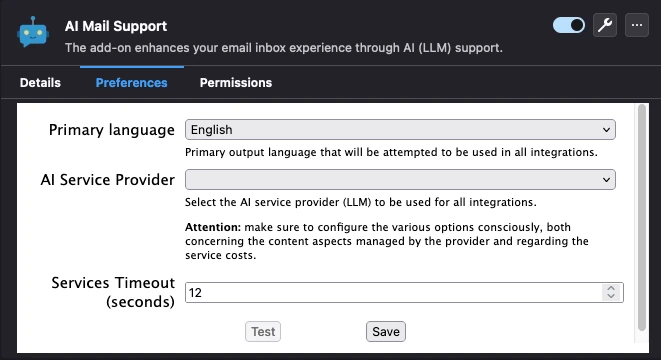 AI Mail Support
The add-on enhances your email inbox experience through AI (LLM) support.
Details Preferences Permissions
Primary language English
Primary output language that will be attempted to be used in all integrations.
AI Service Provider
Select the AI service provider (LLM) to be used for all integrations.
Attention: make sure to configure the various options consciously, both
concerning the content aspects managed by the provider and regarding the
service costs.
Services Timeout
(seconds) 12
Test Save